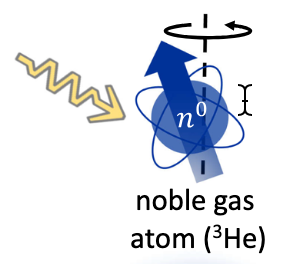 n⁰
noble gas
atom (³He)